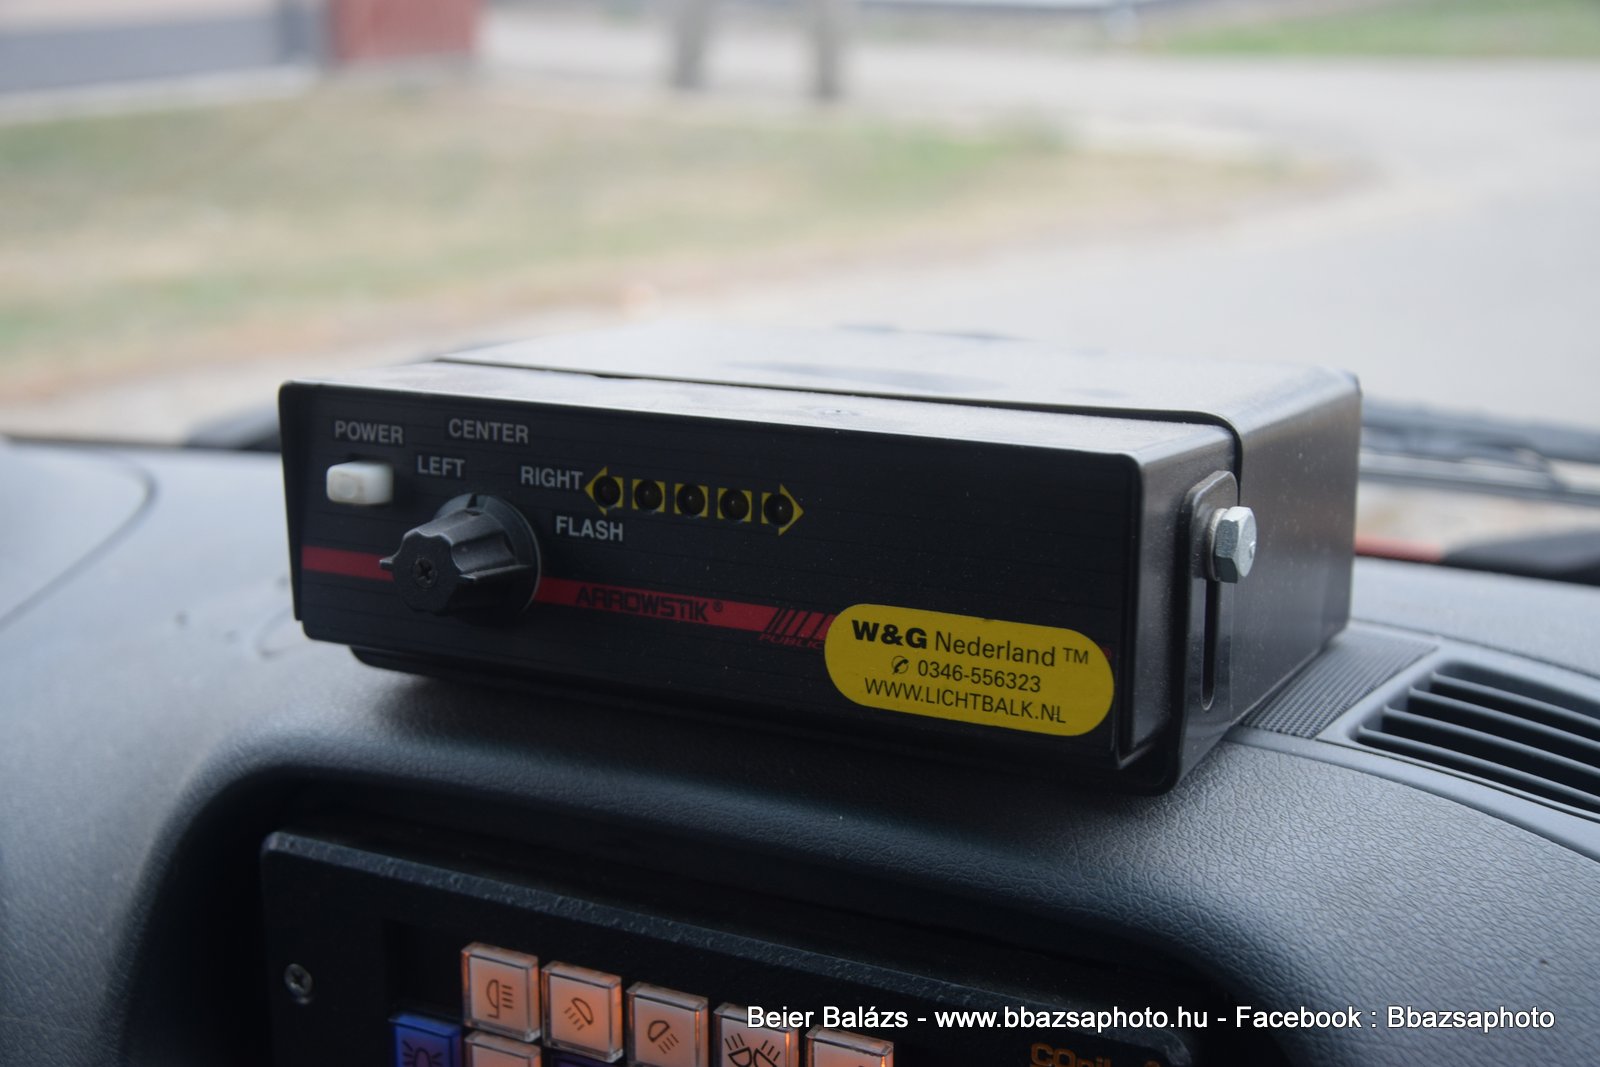 POWER
CENTER
LEFT
RIGHT
FLASH
ARROWSTIK®
PUBLIC
W&G Nederland ™
✆ 0346-556323
WWW.LICHTBALK.NL
Beier Balázs - www.bbazsaphoto.hu - Facebook : Bbazsaphoto